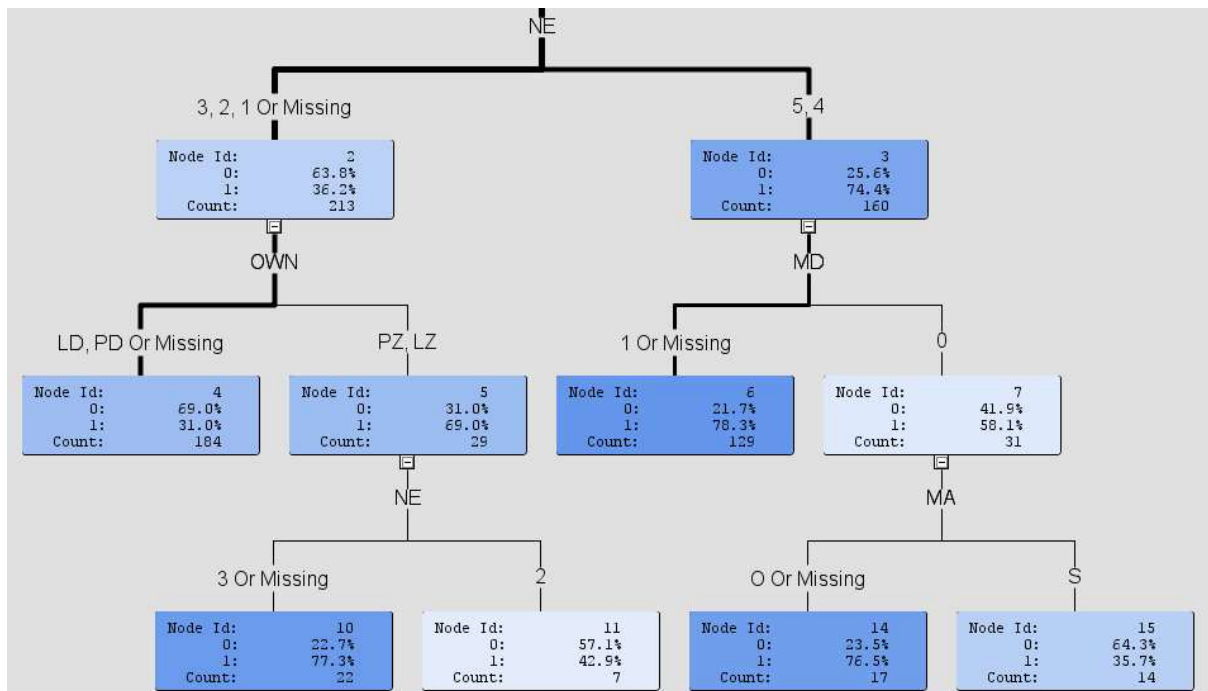 NE
3, 2, 1 Or Missing
5, 4
Node Id: 2
0: 63.8%
1: 36.2%
Count: 213
Node Id: 3
0: 25.6%
1: 74.4%
Count: 160
OWN
MD
LD, PD Or Missing
PZ, LZ
1 Or Missing
0
Node Id: 4
0: 69.0%
1: 31.0%
Count: 184
Node Id: 5
0: 31.0%
1: 69.0%
Count: 29
Node Id: 6
0: 21.7%
1: 78.3%
Count: 129
Node Id: 7
0: 41.9%
1: 58.1%
Count: 31
NE
MA
3 Or Missing
2
O Or Missing
S
Node Id: 10
0: 22.7%
1: 77.3%
Count: 22
Node Id: 11
0: 57.1%
1: 42.9%
Count: 7
Node Id: 14
0: 23.5%
1: 76.5%
Count: 17
Node Id: 15
0: 64.3%
1: 35.7%
Count: 14